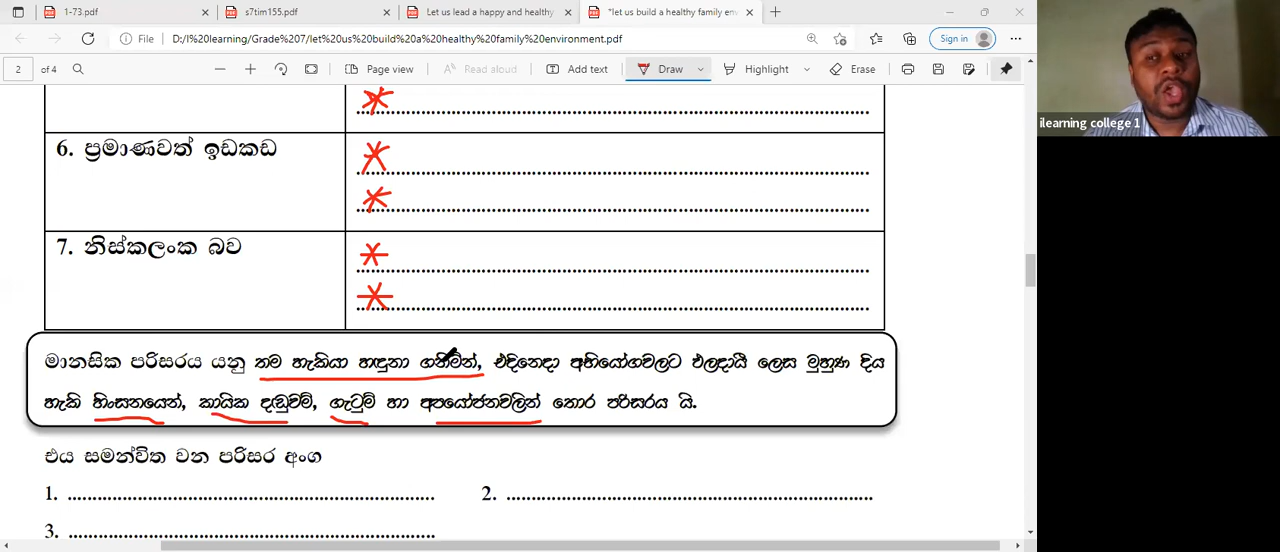 1-73.pdf
s7tim155.pdf
Let us lead a happy and healthy
*let us build a healthy family env
File D:/I%20learning/Grade%207/let%20us%20build%20a%20healthy%20family%20environment.pdf
Sign in
2 of 4
Page view
Read aloud
Add text
Draw
Highlight
Erase
ilearning college 1
6. ප්‍රමාණවත් ඉඩකඩ
7. නිස්කලංක බව
මානසික පරිසරය යනු තම හැකියා හඳුනා ගනිමින්, එදිනෙදා අභියෝගවලට ඵලදායී ලෙස මුහුණ දිය
හැකි හිංසනයෙන්, කායික දඬුවම්, ගැටුම් හා අපයෝජනවලින් තොර පරිසරය යි.
එය සමන්විත වන පරිසර අංග
1. ........................................................................... 2. ...........................................................................
3. ...........................................................................